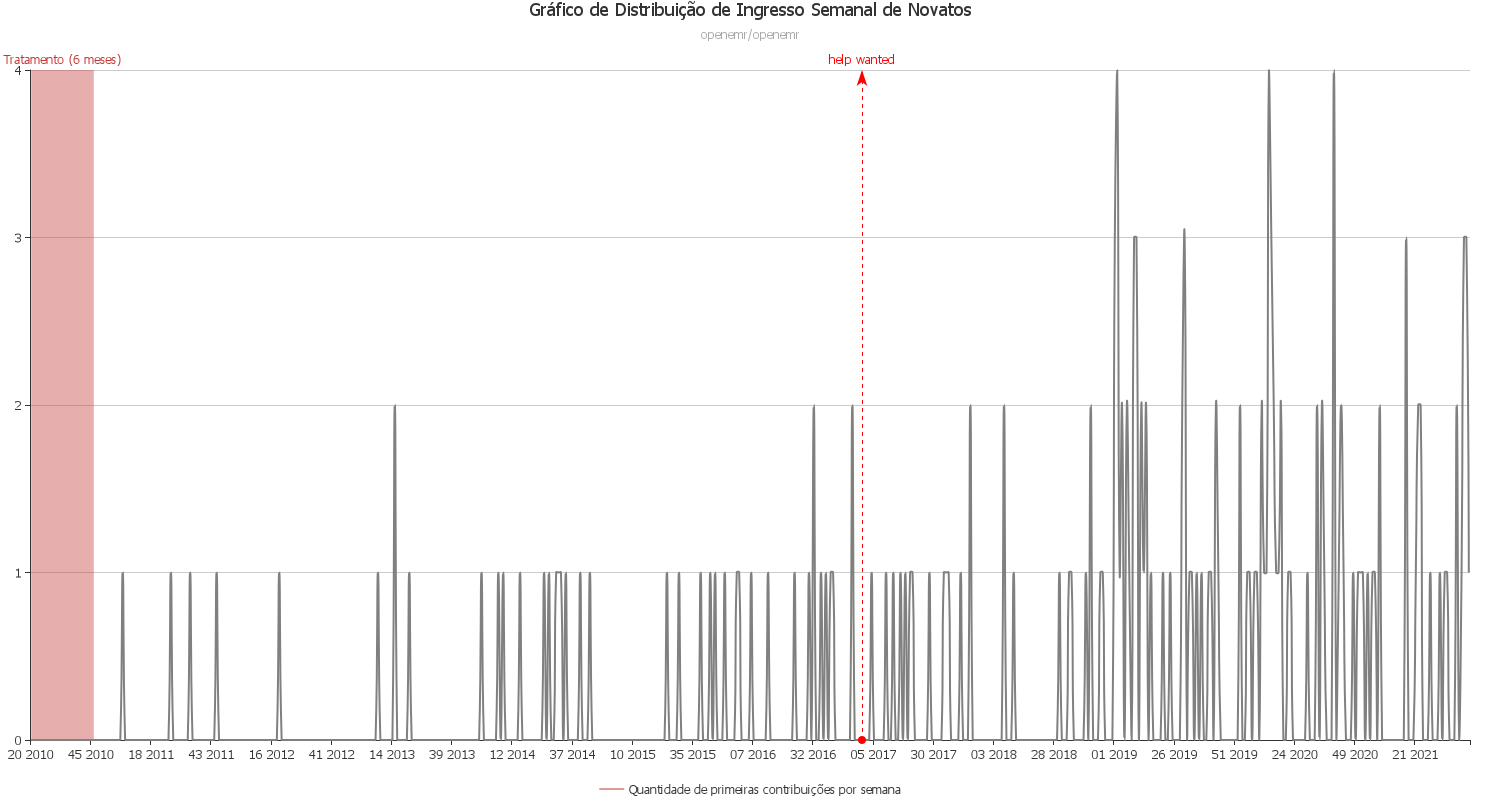 Gráfico de Distribuição de Ingresso Semanal de Novatos
openemr/openemr
Tratamento (6 meses)
help wanted
4
3
2
1
0
20 2010 45 2010 18 2011 43 2011 16 2012 41 2012 14 2013 39 2013 12 2014 37 2014 10 2015 35 2015 07 2016 32 2016 05 2017 30 2017 03 2018 28 2018 01 2019 26 2019 51 2019 24 2020 49 2020 21 2021
Quantidade de primeiras contribuições por semana